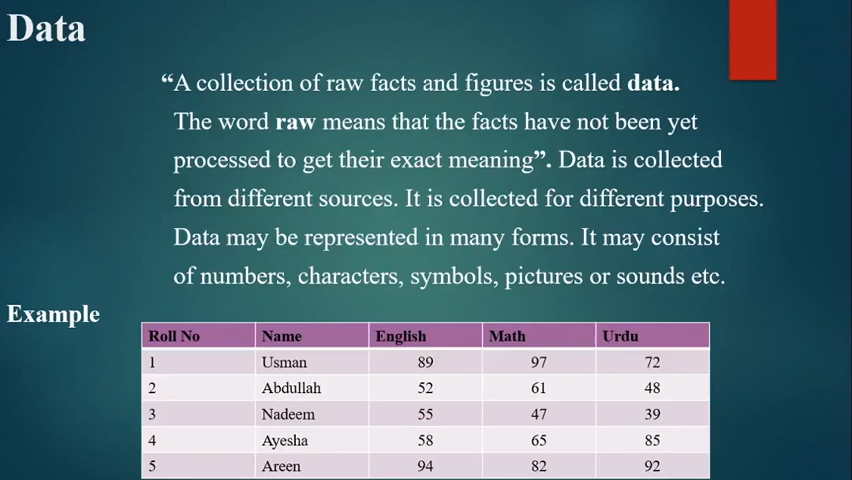 Data
“A collection of raw facts and figures is called data.
The word raw means that the facts have not been yet
processed to get their exact meaning”. Data is collected
from different sources. It is collected for different purposes.
Data may be represented in many forms. It may consist
of numbers, characters, symbols, pictures or sounds etc.
Example
Roll No Name English Math Urdu
1 Usman 89 97 72
2 Abdullah 52 61 48
3 Nadeem 55 47 39
4 Ayesha 58 65 85
5 Areen 94 82 92